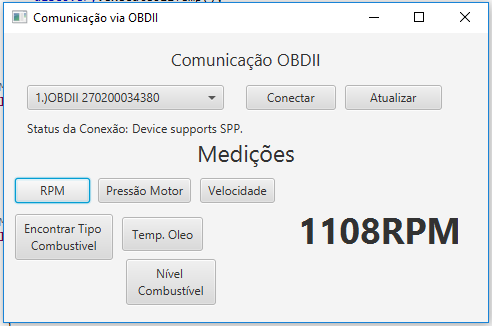 Comunicação via OBDII
Comunicação OBDII
1.)OBDII 270200034380
Conectar
Atualizar
Status da Conexão: Device supports SPP.
Medições
RPM
Pressão Motor
Velocidade
Encontrar Tipo
Combustivel
Temp. Oleo
1108RPM
Nível
Combustível